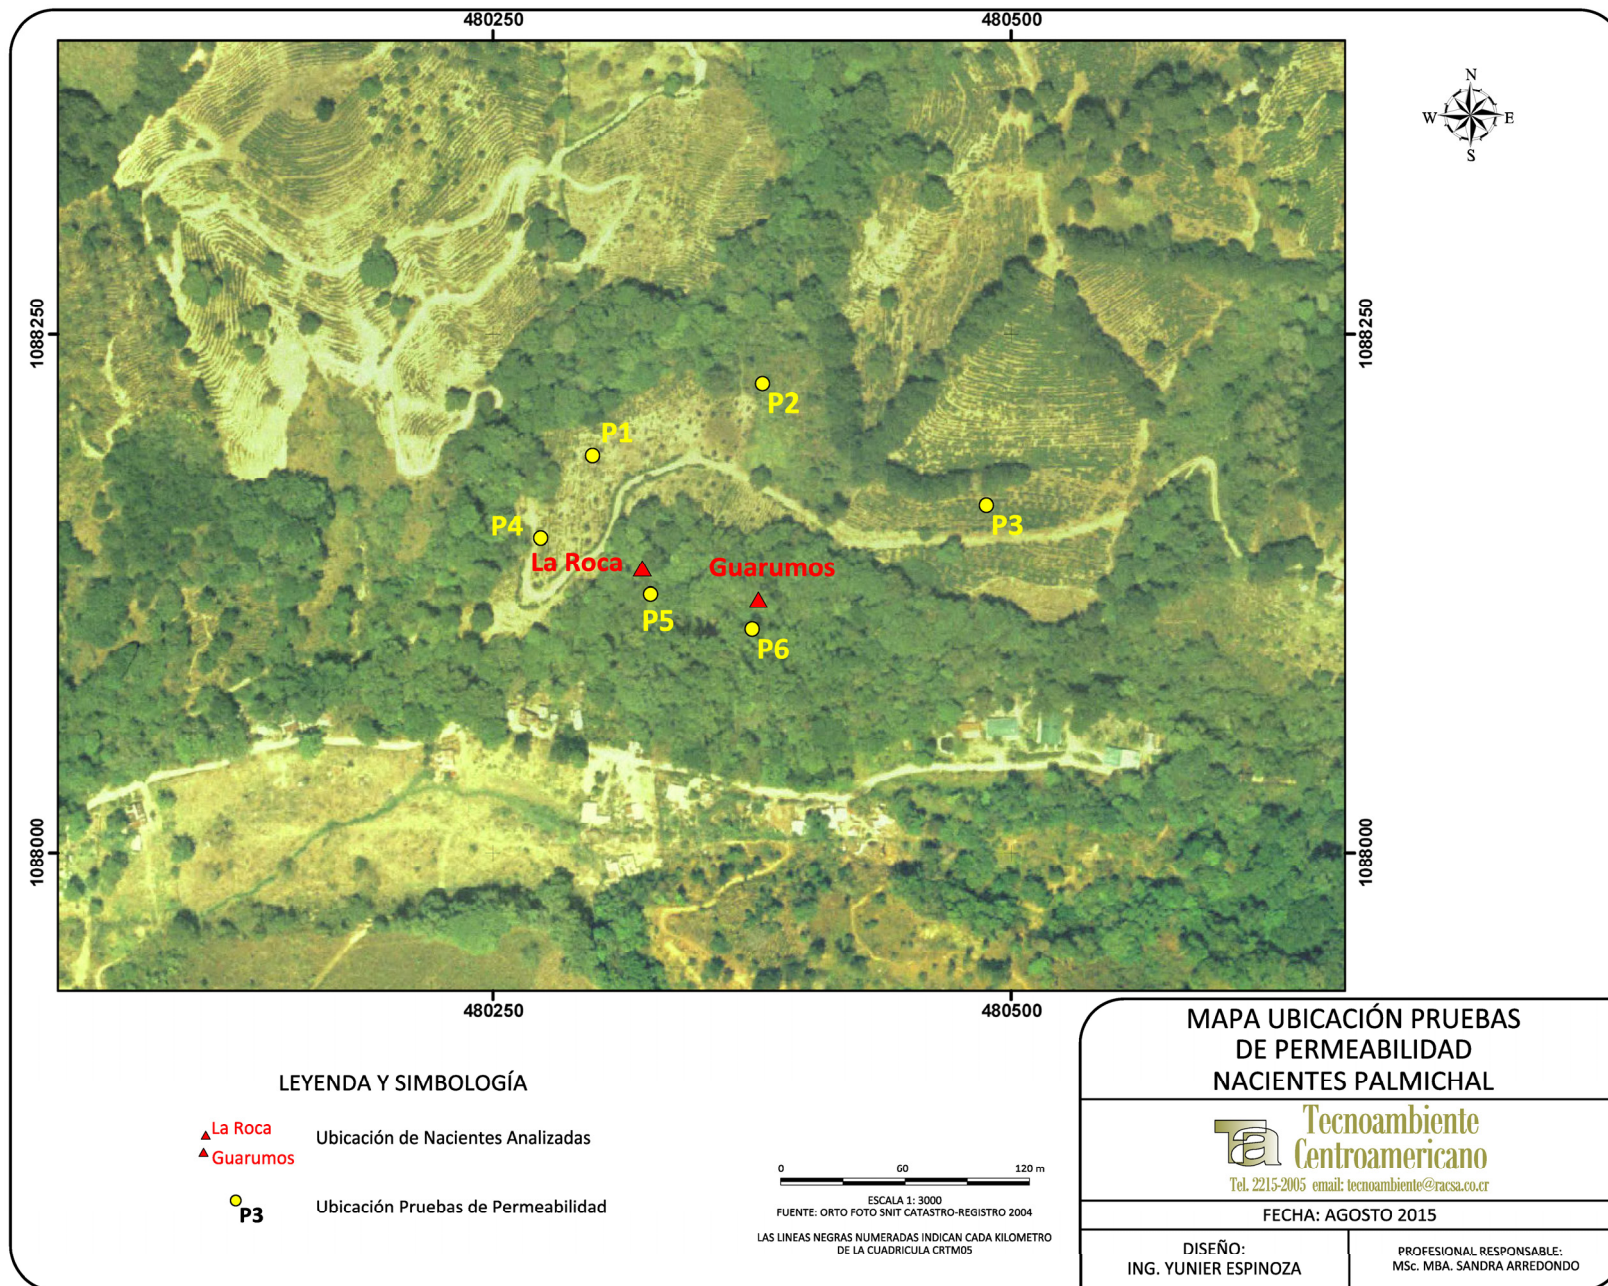 480250
480500
N
W
E
S
1088250
1088250
P2
P1
P4
P3
La Roca
Guarumos
P5
P6
1088000
1088000
480250
480500
LEYENDA Y SIMBOLOGÍA
La Roca
Guarumos
Ubicación de Nacientes Analizadas
P3
Ubicación Pruebas de Permeabilidad
0 60 120 m
ESCALA 1: 3000
FUENTE: ORTO FOTO SNIT CATASTRO-REGISTRO 2004
LAS LINEAS NEGRAS NUMERADAS INDICAN CADA KILOMETRO
DE LA CUADRICULA CRTM05
MAPA UBICACIÓN PRUEBAS
DE PERMEABILIDAD
NACIENTES PALMICHAL
Ta
Tecnoambiente
Centroamericano
Tel. 2215-2005 email: tecnoambiente@racsa.co.cr
FECHA: AGOSTO 2015
DISEÑO:
ING. YUNIER ESPINOZA
PROFESIONAL RESPONSABLE:
MSc. MBA. SANDRA ARREDONDO